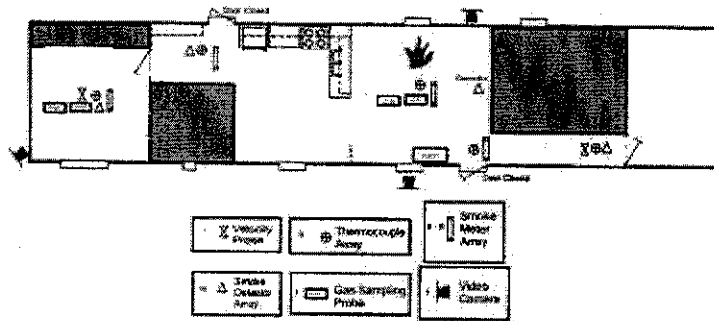 Door Closed
Door Closed
Velocity
Probe
Thermocouple
Array
Smoke
Meter
Array
Smoke
Detector
Array
Gas Sampling
Probe
Video
Camera